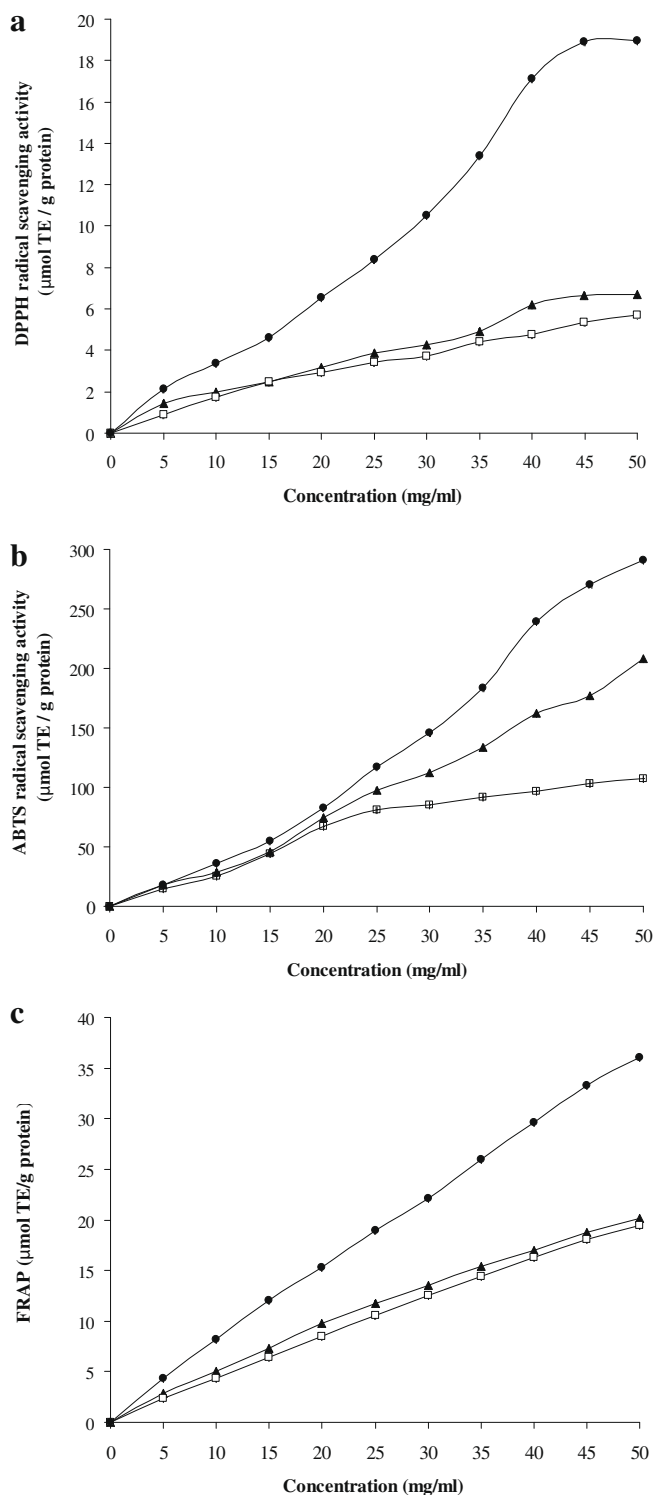 a
DPPH radical scavenging activity
(µmol TE / g protein)
20
18
16
14
12
10
8
6
4
2
0
0 5 10 15 20 25 30 35 40 45 50
Concentration (mg/ml)
b
ABTS radical scavenging activity
(µmol TE / g protein)
300
250
200
150
100
50
0
0 5 10 15 20 25 30 35 40 45 50
Concentration (mg/ml)
c
FRAP (µmol TE/g protein)
40
35
30
25
20
15
10
5
0
0 5 10 15 20 25 30 35 40 45 50
Concentration (mg/ml)